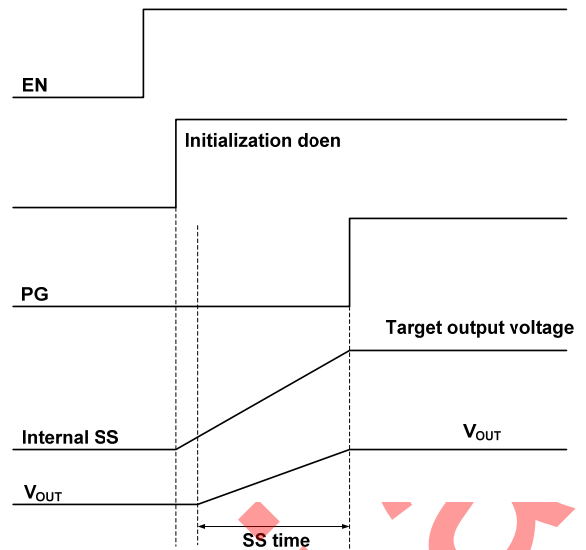 EN
Initialization doen
PG
Target output voltage
Internal SS
VOUT
VOUT
SS time